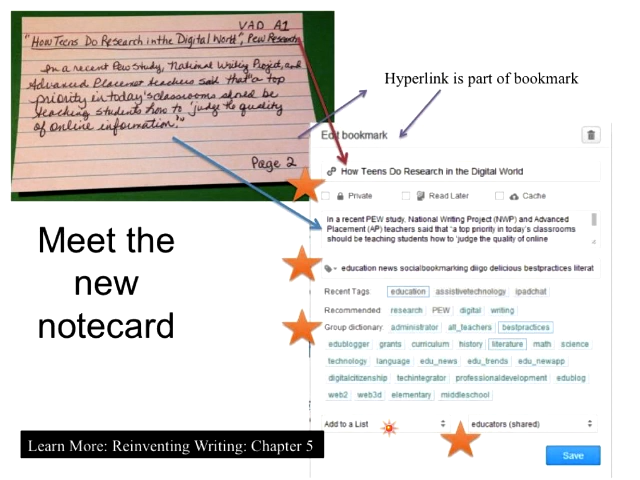 VAD A1
"How Teens Do Research in the Digital World", Pew Research
In a recent Pew Study, National Writing Project, and
Advanced Placement teachers said that "a top
priority in today's classrooms should be
teaching students how to 'judge the quality
of online information.'"
Page 2
Hyperlink is part of bookmark
Edit bookmark
How Teens Do Research in the Digital World
Private Read Later Cache
In a recent PEW study, National Writing Project (NWP) and Advanced
Placement (AP) teachers said that 'a top priority in today's classrooms
should be teaching students how to 'judge the quality of online
education news socialbookmarking diigo delicious bestpractices literat
Recent Tags: education assistivetechnology ipadchat
Recommended research PEW digital writing
Group dictionary: administrator all_teachers bestpractices
edublogger grants curriculum history literature math science
technology language edu_news edu_trends edu_newapp
digitalcitizenship techintegrator professionaldevelopment edublog
web2 web3d elementary middleschool
Add to a List educators (shared)
Save
Meet the
new
notecard
Learn More: Reinventing Writing: Chapter 5